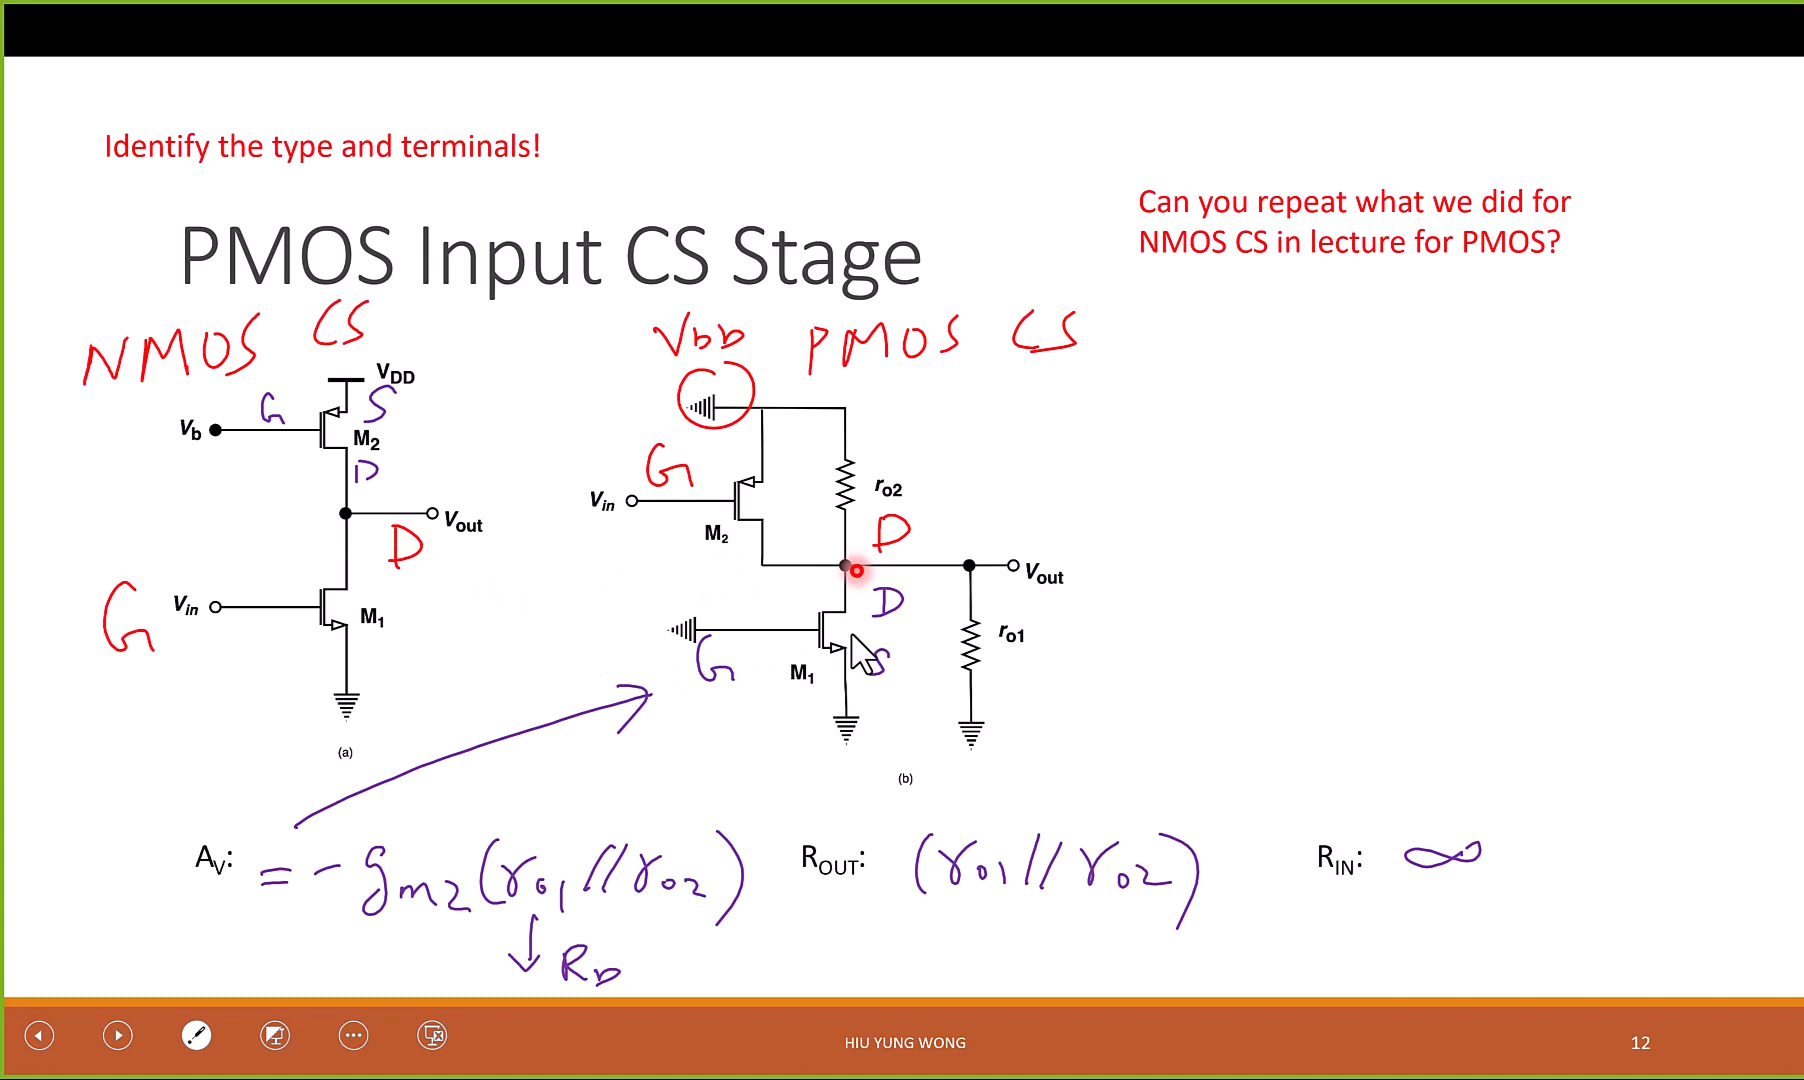 Identify the type and terminals!
Can you repeat what we did for
NMOS CS in lecture for PMOS?
PMOS Input CS Stage
NMOS CS
VDD PMOS CS
VDD
G S
Vb
M2
D
Vout
D
G
Vin
M1
(a)
G
Vin
M2
ro2
D
Vout
D
G
M1
S
ro1
(b)
AV: = - gm2 (ro1 // ro2)
↓ RD
ROUT: (ro1 // ro2)
RIN: ∞
HIU YUNG WONG
12